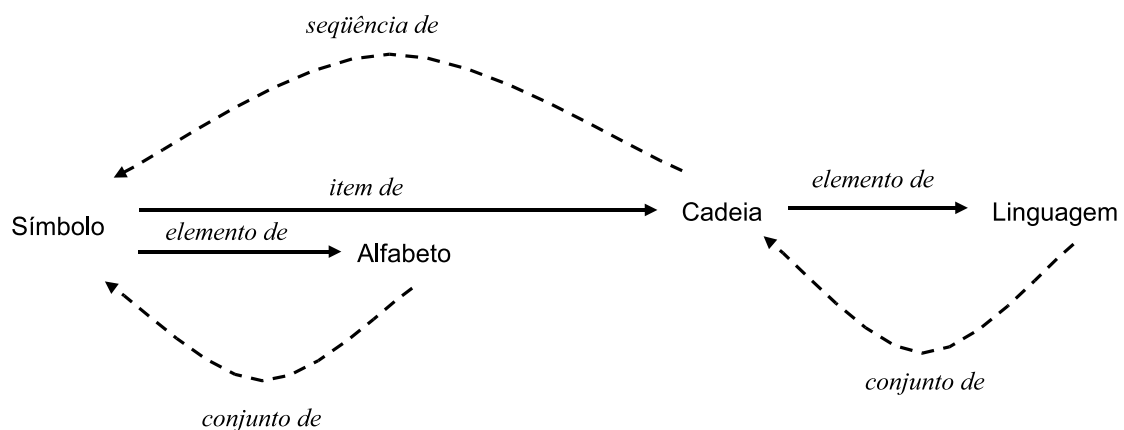 seqüência de
item de
elemento de
Símbolo
Cadeia
Linguagem
elemento de
Alfabeto
conjunto de
conjunto de